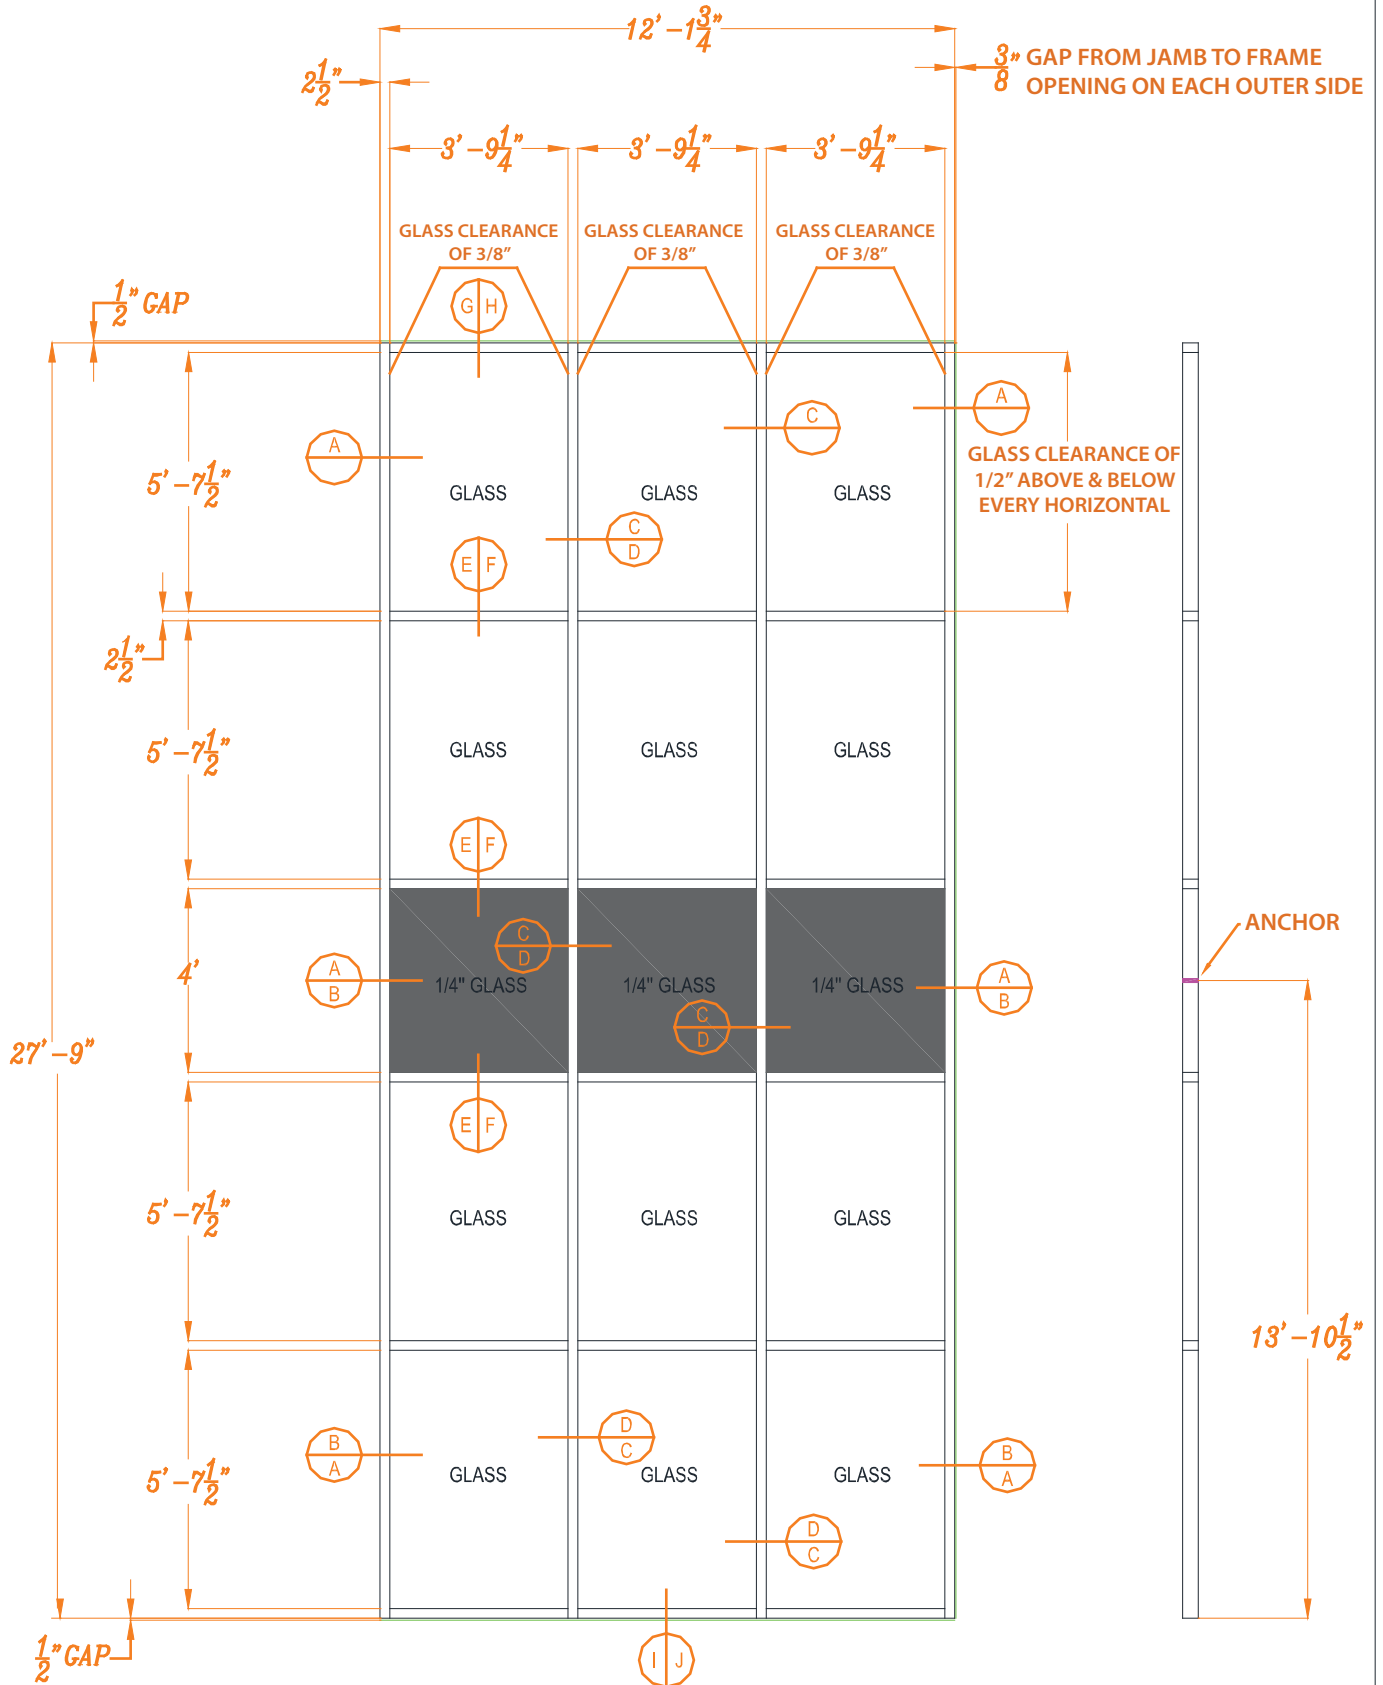 12'-1 3/4"
3/8" GAP FROM JAMB TO FRAME
OPENING ON EACH OUTER SIDE
2 1/2"
3'-9 1/4" 3'-9 1/4" 3'-9 1/4"
GLASS CLEARANCE
OF 3/8"
GLASS CLEARANCE
OF 3/8"
GLASS CLEARANCE
OF 3/8"
1/2" GAP
G H
A
C
A
GLASS CLEARANCE OF
1/2" ABOVE & BELOW
EVERY HORIZONTAL
5'-7 1/2"
GLASS GLASS GLASS
C
D
E F
2 1/2"
5'-7 1/2"
GLASS GLASS GLASS
E F
ANCHOR
C
D
4'
A
B
1/4" GLASS 1/4" GLASS 1/4" GLASS
A
B
C
D
27'-9"
E F
5'-7 1/2"
GLASS GLASS GLASS
13'-10 1/2"
D
C
B
A
B
A
5'-7 1/2"
GLASS GLASS GLASS
D
C
1/2" GAP
I J